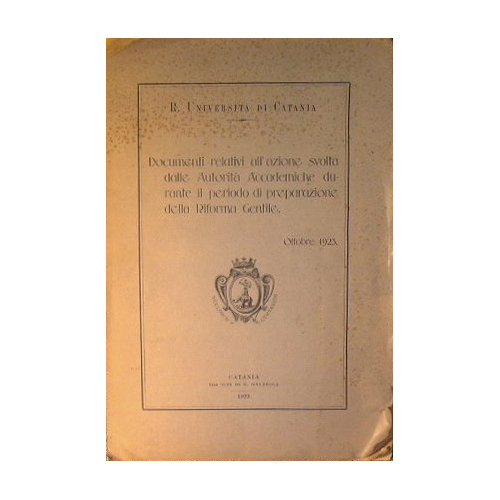 R. Università di Catania
Documenti relativi all'azione svolta
dalle Autorità Accademiche du-
rante il periodo di preparazione
della Riforma Gentile.
Ottobre 1923.
CATANIA
1923